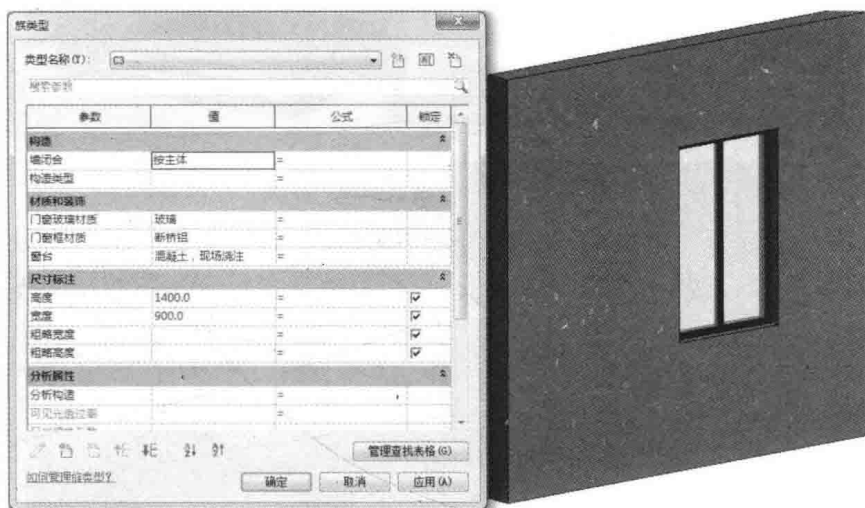 族类型
类型名称(T): C3
搜索参数
参数 值 公式 锁定
构造
墙闭合 按主体 =
构造类型 =
材质和装饰
门窗玻璃材质 玻璃 =
门窗框材质 断桥铝 =
窗台 混凝土，现场浇注 =
尺寸标注
高度 1400.0 =
宽度 900.0 =
粗略宽度 =
粗略高度 =
分析属性
分析构造 =
可见光透过率 =
管理查找表格(G)
如何管理族类型?
确定 取消 应用(A)